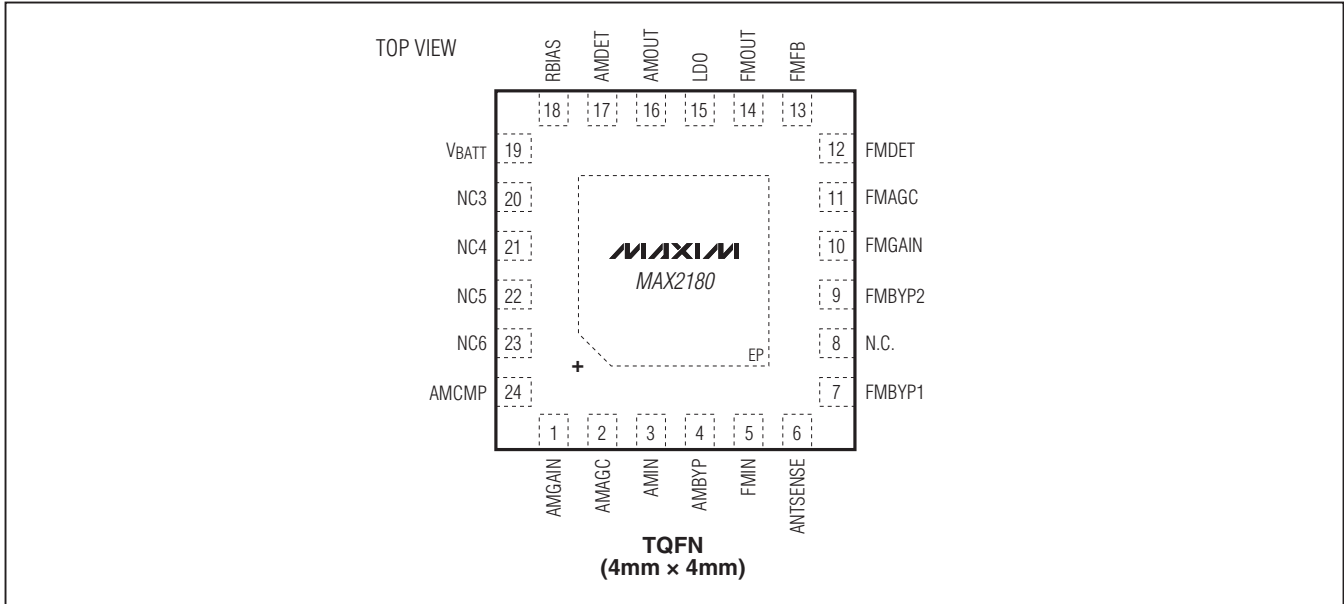 TOP VIEW
RBIAS
AMDET
AMOUT
LDO
FMOUT
FMFB
18
17
16
15
14
13
VBATT 19
12 FMDET
NC3 20
11 FMAGC
NC4 21
10 FMGAIN
NC5 22
9 FMBYP2
NC6 23
8 N.C.
AMCMP 24
7 FMBYP1
MAXIM
MAX2180
EP
+
1
2
3
4
5
6
AMGAIN
AMAGC
AMIN
AMBYP
FMIN
ANTSENSE
TQFN
(4mm × 4mm)